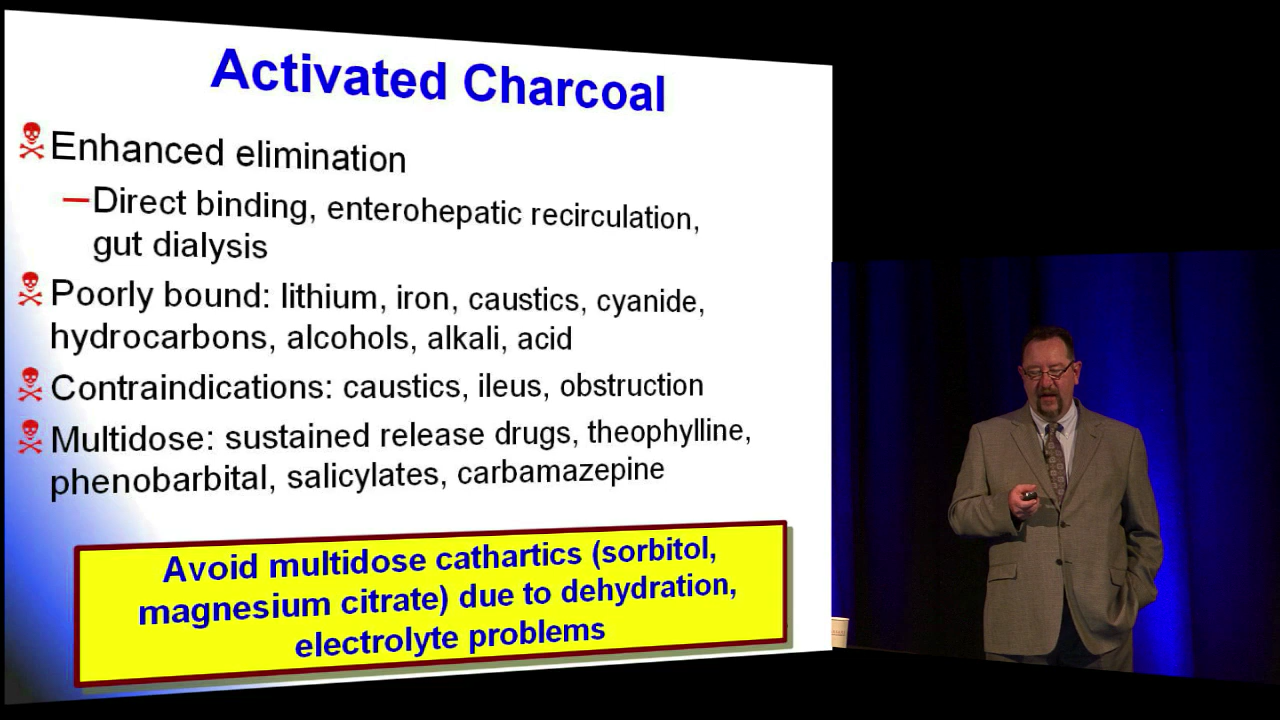 Activated Charcoal
Enhanced elimination
—Direct binding, enterohepatic recirculation,
gut dialysis
Poorly bound: lithium, iron, caustics, cyanide,
hydrocarbons, alcohols, alkali, acid
Contraindications: caustics, ileus, obstruction
Multidose: sustained release drugs, theophylline,
phenobarbital, salicylates, carbamazepine
Avoid multidose cathartics (sorbitol,
magnesium citrate) due to dehydration,
electrolyte problems